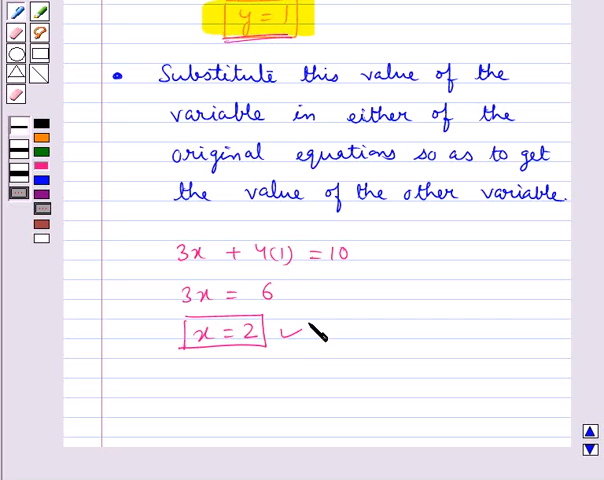 y = 1
• Substitute this value of the
variable in either of the
original equations so as to get
the value of the other variable.
3x + 4(1) = 10
3x = 6
x = 2 ✓